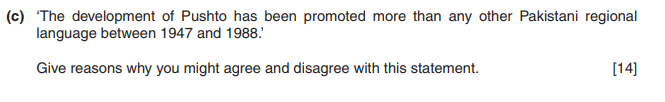 (c) ‘The development of Pushto has been promoted more than any other Pakistani regional
language between 1947 and 1988.’
Give reasons why you might agree and disagree with this statement. [14]